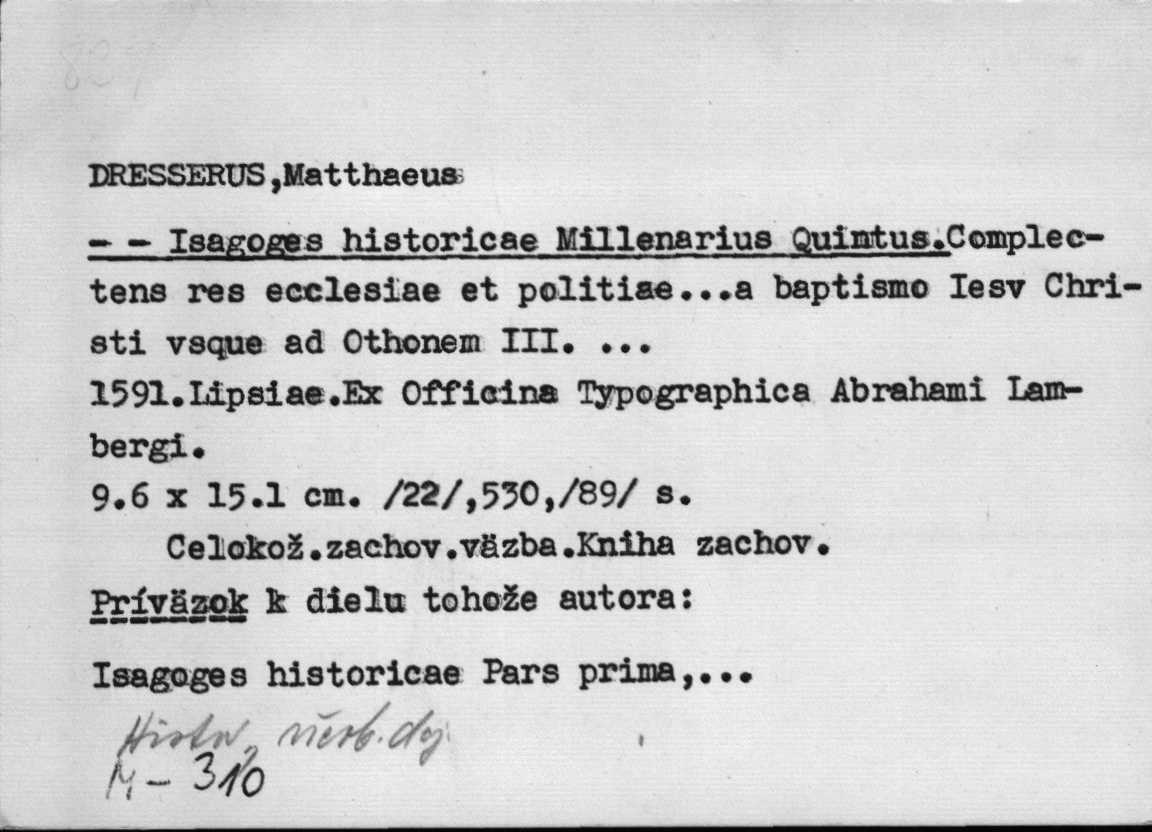 DRESSERUS,Matthaeus
- - Isagoges historicae Millenarius Quintus.Complec-
tens res ecclesiae et politiae...a baptismo Iesv Chri-
sti vsque ad Othonem III. ...
1591.Lipsiae.Ex Officina Typographica Abrahami Lam-
bergi.
9.6 x 15.1 cm. /22/,530,/89/ s.
Celokož.zachov.väzba.Kniha zachov.
Príväzok k dielu tohože autora:
Isagoges historicae Pars prima,...
dej.
M - 310